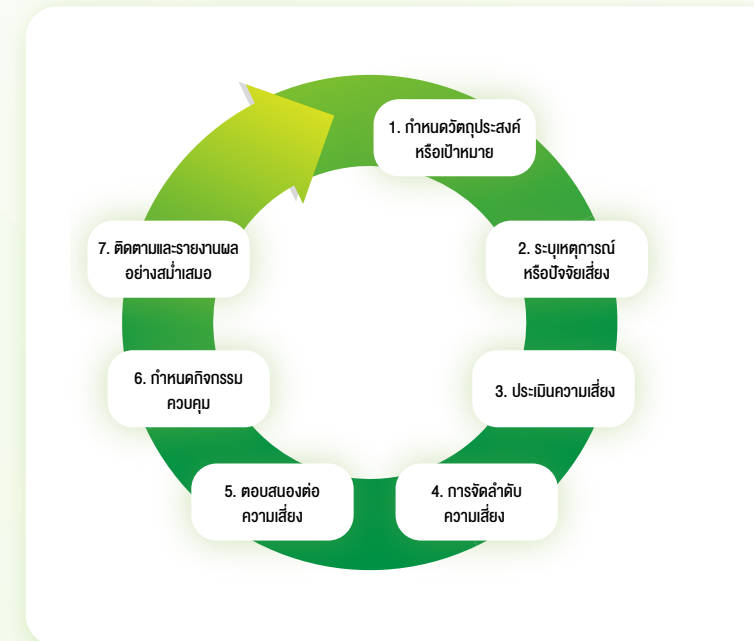 1. กำหนดวัตถุประสงค์
หรือเป้าหมาย
2. ระบุเหตุการณ์
หรือปัจจัยเสี่ยง
3. ประเมินความเสี่ยง
4. การจัดลำดับ
ความเสี่ยง
5. ตอบสนองต่อ
ความเสี่ยง
6. กำหนดกิจกรรม
ควบคุม
7. ติดตามและรายงานผล
อย่างสม่ำเสมอ